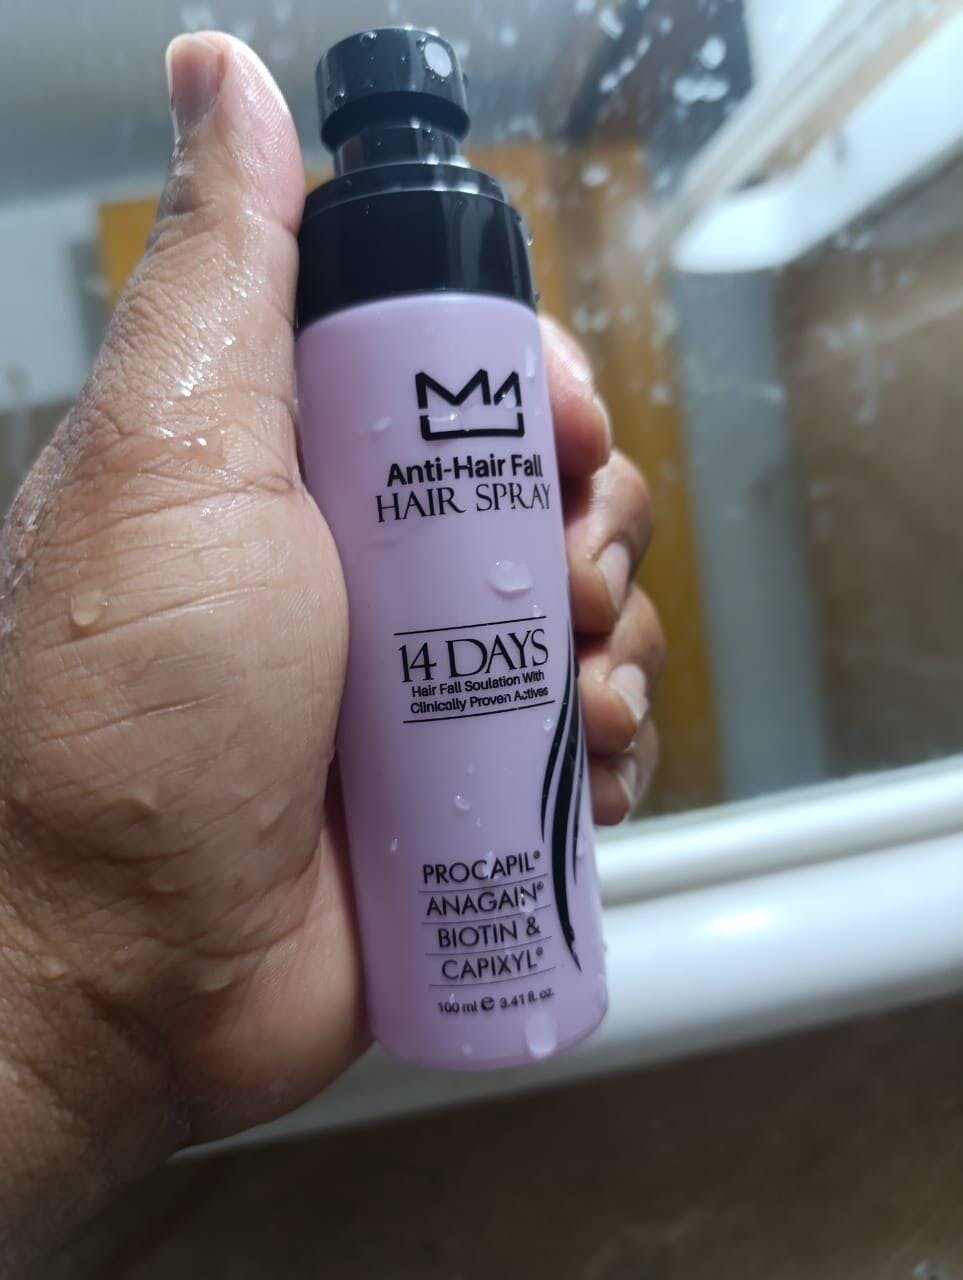 Anti-Hair Fall
HAIR SPRAY
14 DAYS
Hair Fall Soulation With
Clinically Proven Actives
PROCAPIL®
ANAGAIN®
BIOTIN &
CAPIXYL®
100 ml ℮ 3.41 fl. oz.